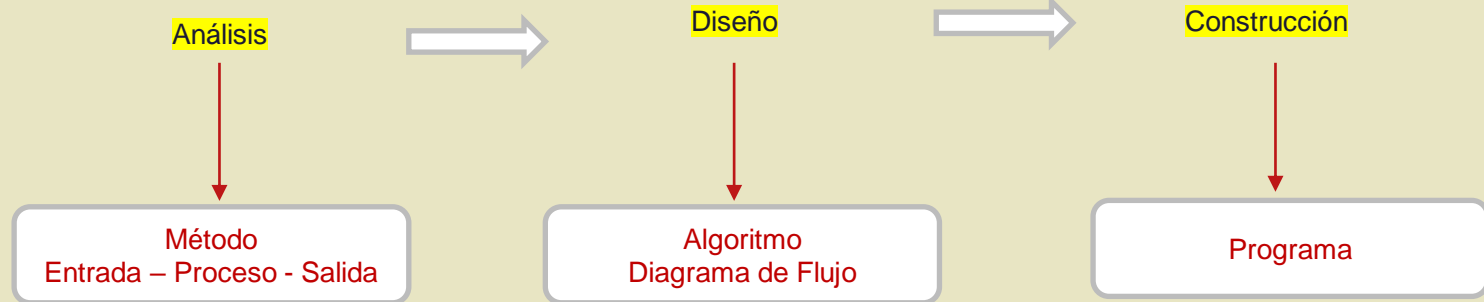 Análisis
Diseño
Construcción
Método
Entrada – Proceso - Salida
Algoritmo
Diagrama de Flujo
Programa